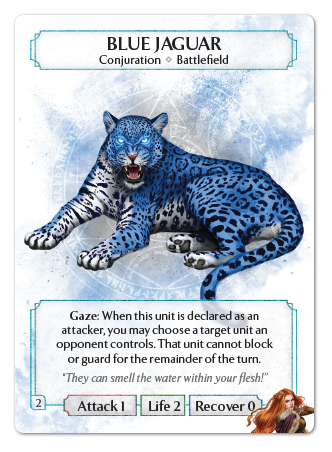 BLUE JAGUAR
Conjuration ⋄ Battlefield
Gaze: When this unit is declared as an
attacker, you may choose a target unit an
opponent controls. That unit cannot block
or guard for the remainder of the turn.
"They can smell the water within your flesh!"
2 Attack 1 Life 2 Recover 0